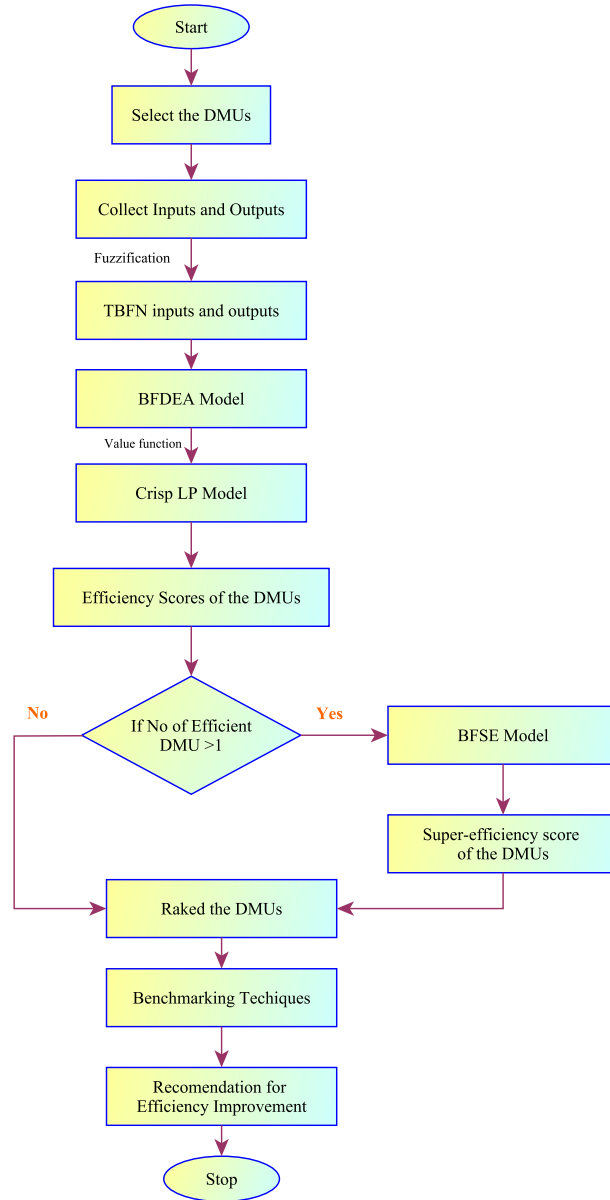 Start
Select the DMUs
Collect Inputs and Outputs
Fuzzification
TBFN inputs and outputs
BFDEA Model
Value function
Crisp LP Model
Efficiency Scores of the DMUs
If No of Efficient
DMU >1
No
Yes
BFSE Model
Super-efficiency score
of the DMUs
Raked the DMUs
Benchmarking Techiques
Recomendation for
Efficiency Improvement
Stop